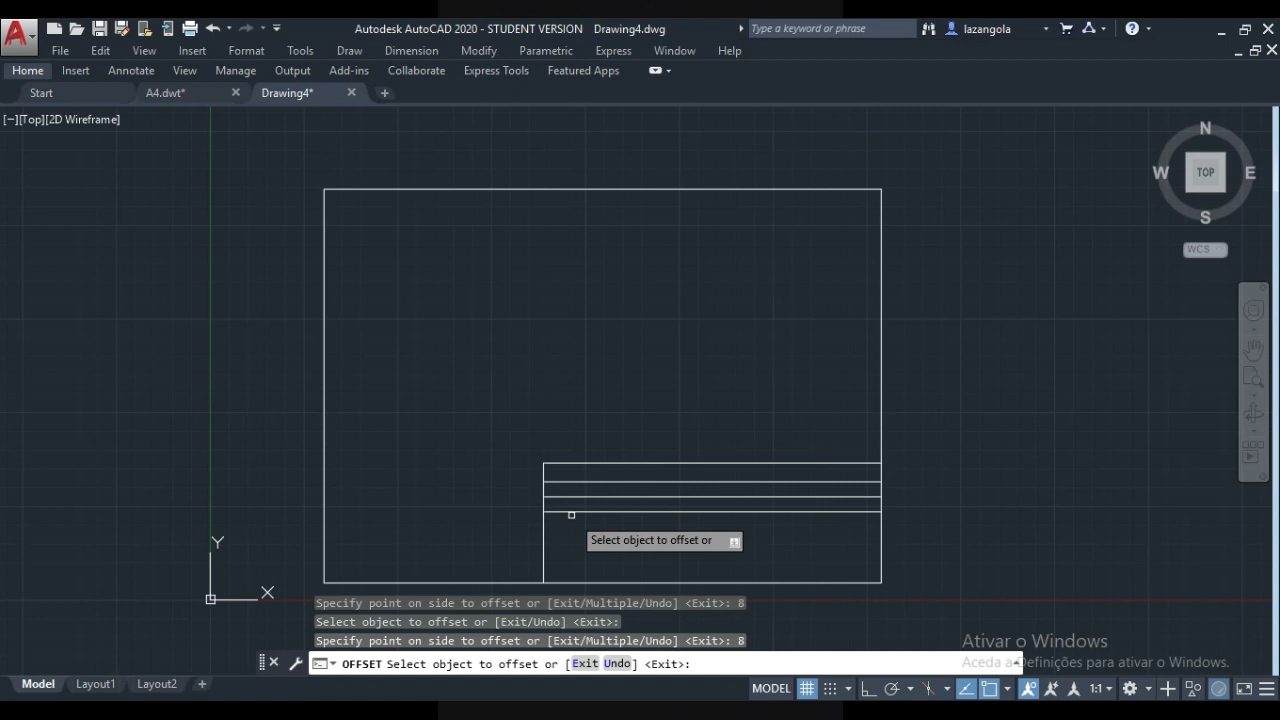 Autodesk AutoCAD 2020 - STUDENT VERSION Drawing4.dwg Type a keyword or phrase lazangola
File Edit View Insert Format Tools Draw Dimension Modify Parametric Express Window Help
Home Insert Annotate View Manage Output Add-ins Collaborate Express Tools Featured Apps
Start A4.dwt* Drawing4*
[−][Top][2D Wireframe]
N
W TOP E
S
WCS
Select object to offset or
Y
X
Specify point on side to offset or [Exit/Multiple/Undo] <Exit>: 8
Select object to offset or [Exit/Undo] <Exit>:
Specify point on side to offset or [Exit/Multiple/Undo] <Exit>: 8
Ativar o Windows
Aceda a Definições para ativar o Windows.
OFFSET Select object to offset or [Exit Undo] <Exit>:
Model Layout1 Layout2 + MODEL 1:1